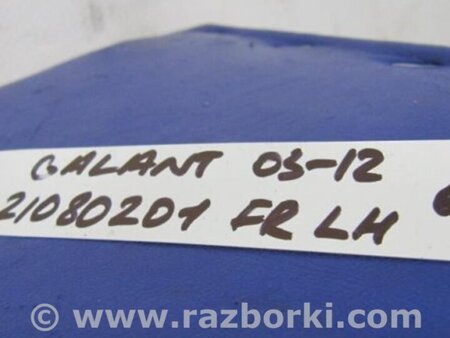 GALANT 03-12
21080201 FR LH
© www.razborki.com